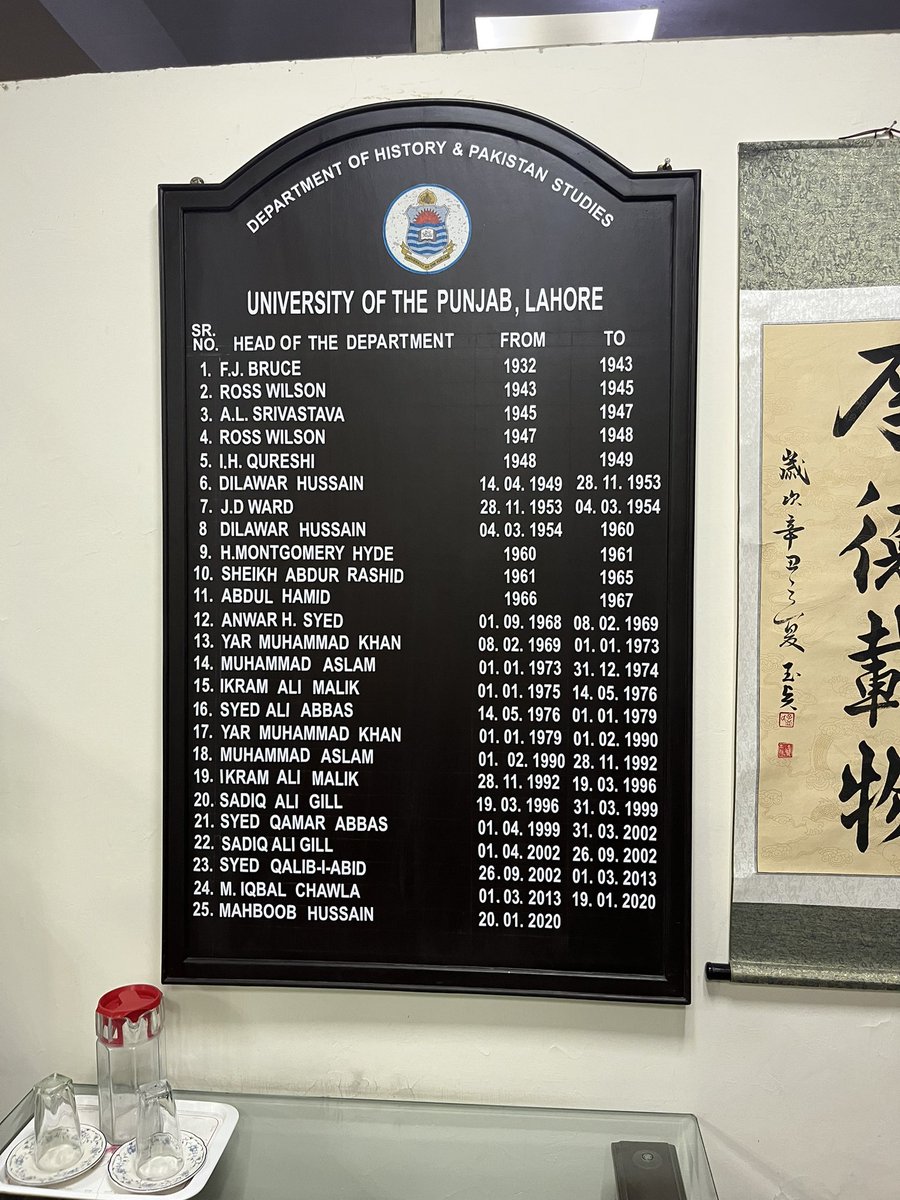 DEPARTMENT OF HISTORY & PAKISTAN STUDIES
UNIVERSITY OF THE PUNJAB, LAHORE
SR. NO. HEAD OF THE DEPARTMENT FROM TO
1. F.J. BRUCE 1932 1943
2. ROSS WILSON 1943 1945
3. A.L. SRIVASTAVA 1945 1947
4. ROSS WILSON 1947 1948
5. I.H. QURESHI 1948 1949
6. DILAWAR HUSSAIN 14.04.1949 28.11.1953
7. J.D WARD 28.11.1953 04.03.1954
8 DILAWAR HUSSAIN 04.03.1954 1960
9. H.MONTGOMERY HYDE 1960 1961
10. SHEIKH ABDUR RASHID 1961 1965
11. ABDUL HAMID 1966 1967
12. ANWAR H. SYED 01.09.1968 08.02.1969
13. YAR MUHAMMAD KHAN 08.02.1969 01.01.1973
14. MUHAMMAD ASLAM 01.01.1973 31.12.1974
15. IKRAM ALI MALIK 01.01.1975 14.05.1976
16. SYED ALI ABBAS 14.05.1976 01.01.1979
17. YAR MUHAMMAD KHAN 01.01.1979 01.02.1990
18. MUHAMMAD ASLAM 01.02.1990 28.11.1992
19. IKRAM ALI MALIK 28.11.1992 19.03.1996
20. SADIQ ALI GILL 19.03.1996 31.03.1999
21. SYED QAMAR ABBAS 01.04.1999 31.03.2002
22. SADIQ ALI GILL 01.04.2002 26.09.2002
23. SYED QALIB-I-ABID 26.09.2002 01.03.2013
24. M. IQBAL CHAWLA 01.03.2013 19.01.2020
25. MAHBOOB HUSSAIN 20.01.2020
厚德載物
歲次辛丑之夏